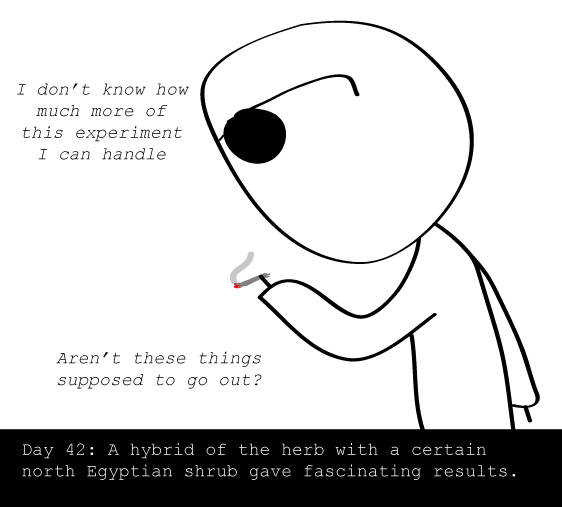 I don't know how
much more of
this experiment
I can handle
Aren't these things
supposed to go out?
Day 42: A hybrid of the herb with a certain
north Egyptian shrub gave fascinating results.